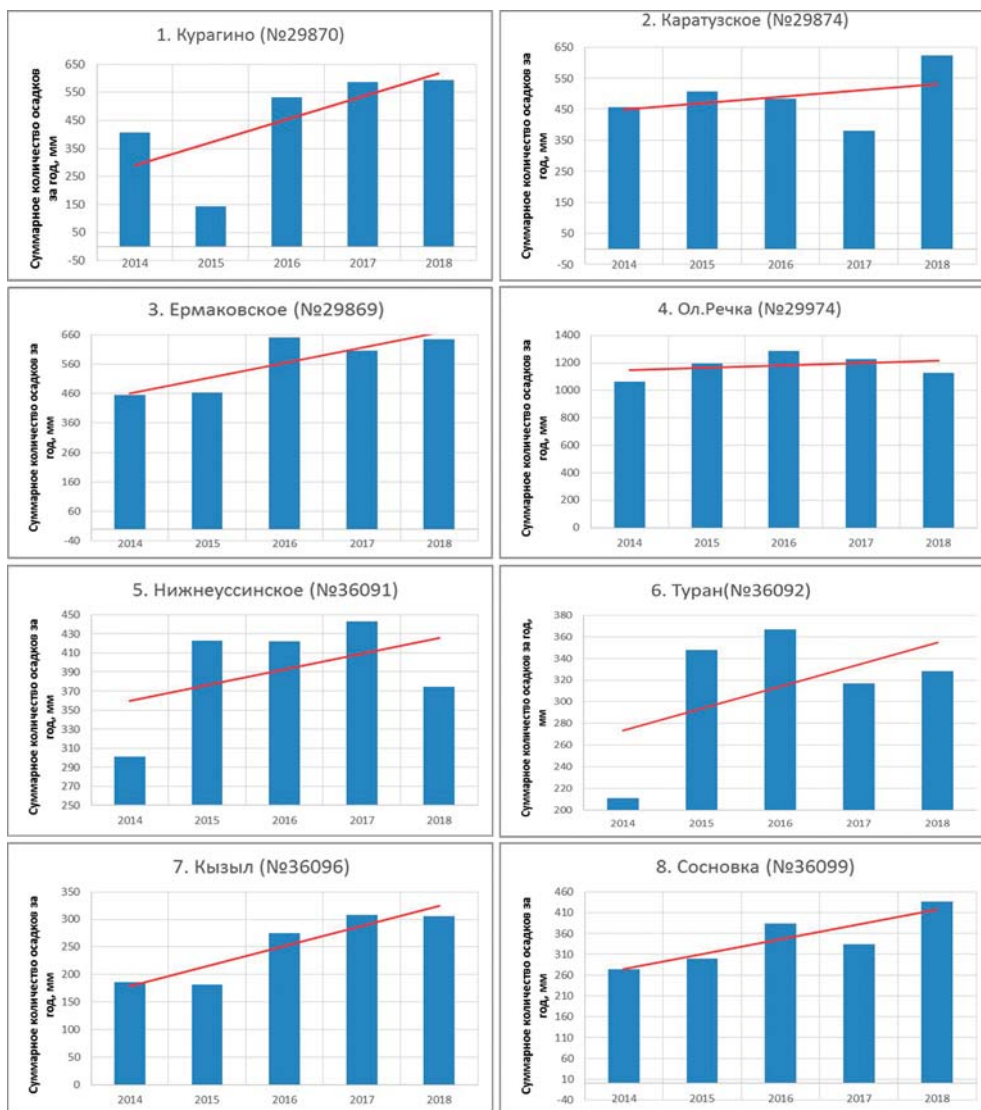 1. Курагино (№29870)
Суммарное количество осадков
за год, мм
650
550
450
350
250
150
50
-50
2014 2015 2016 2017 2018
2. Каратузское (№29874)
Суммарное количество осадков за
год, мм
650
550
450
350
250
150
50
-50
2014 2015 2016 2017 2018
3. Ермаковское (№29869)
Суммарное количество осадков за
год, мм
660
560
460
360
260
160
60
-40
2014 2015 2016 2017 2018
4. Ол.Речка (№29974)
Суммарное количество осадков за
год, мм
1400
1200
1000
800
600
400
200
0
2014 2015 2016 2017 2018
5. Нижнеуссинское (№36091)
Суммарное количество осадков за
год, мм
450
430
410
390
370
350
330
310
290
270
250
2014 2015 2016 2017 2018
6. Туран(№36092)
Суммарное количество осадков за год,
мм
380
360
340
320
300
280
260
240
220
200
2014 2015 2016 2017 2018
7. Кызыл (№36096)
Суммарное количество осадков за
год, мм
350
300
250
200
150
100
50
0
2014 2015 2016 2017 2018
8. Сосновка (№36099)
Суммарное количество осадков за
год, мм
460
410
360
310
260
210
160
110
60
10
-40
2014 2015 2016 2017 2018